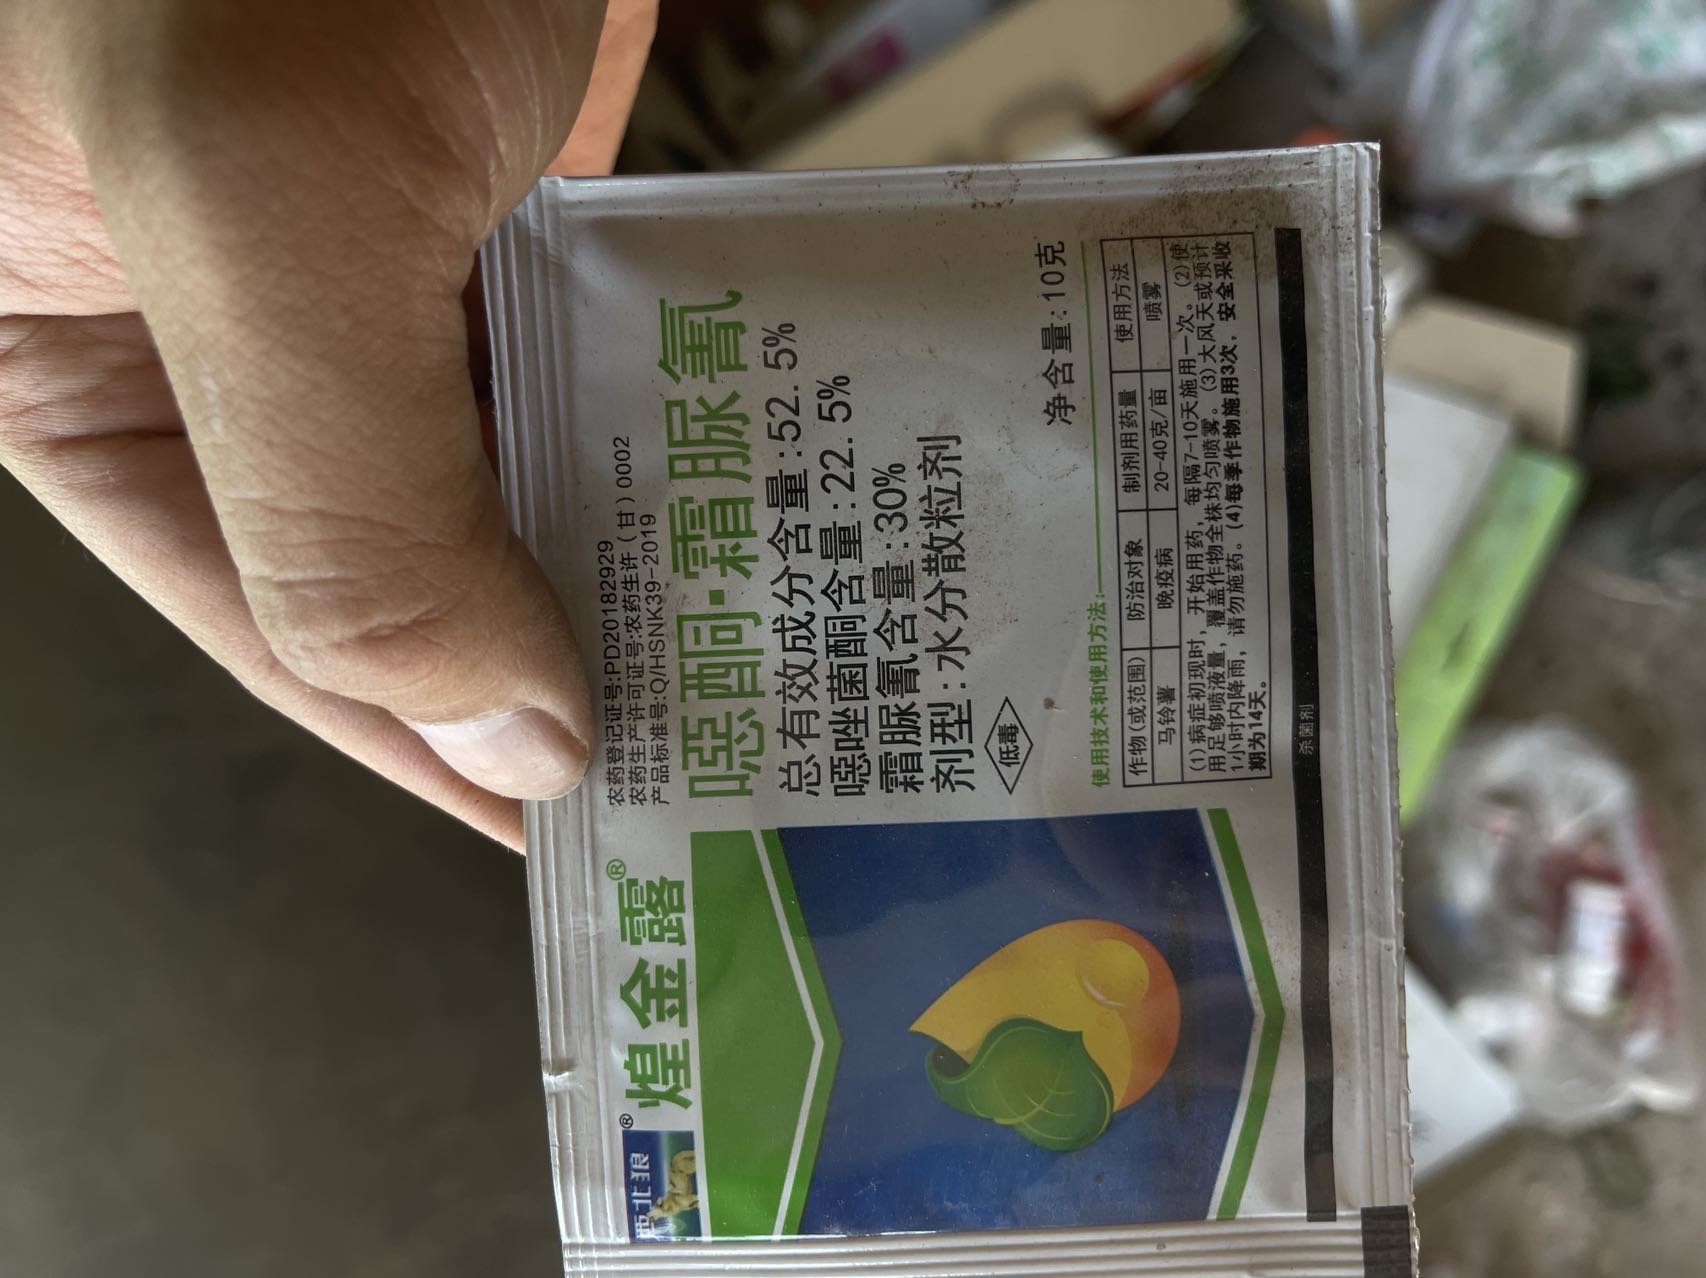 西北狼®
煌金露®
农药登记证号:PD20182929
农药生产许可证号:农药生许(甘)0002
产品标准号:Q/HSNK39-2019
噁酮·霜脲氰
总有效成分含量:52.5%
噁唑菌酮含量:22.5%
霜脲氰含量:30%
剂型:水分散粒剂
低毒
净含量:10克
使用技术和使用方法:
作物(或范围) 防治对象 制剂用药量 使用方法
马铃薯 晚疫病 20-40克/亩 喷雾
(1)病症初现时,开始用药,每隔7-10天施用一次。(2)使
用足够喷液量,覆盖作物全株均匀喷雾。(3)大风天或预计
1小时内降雨,请勿施药。(4)每季作物施用3次,安全采收
期为14天。
杀菌剂